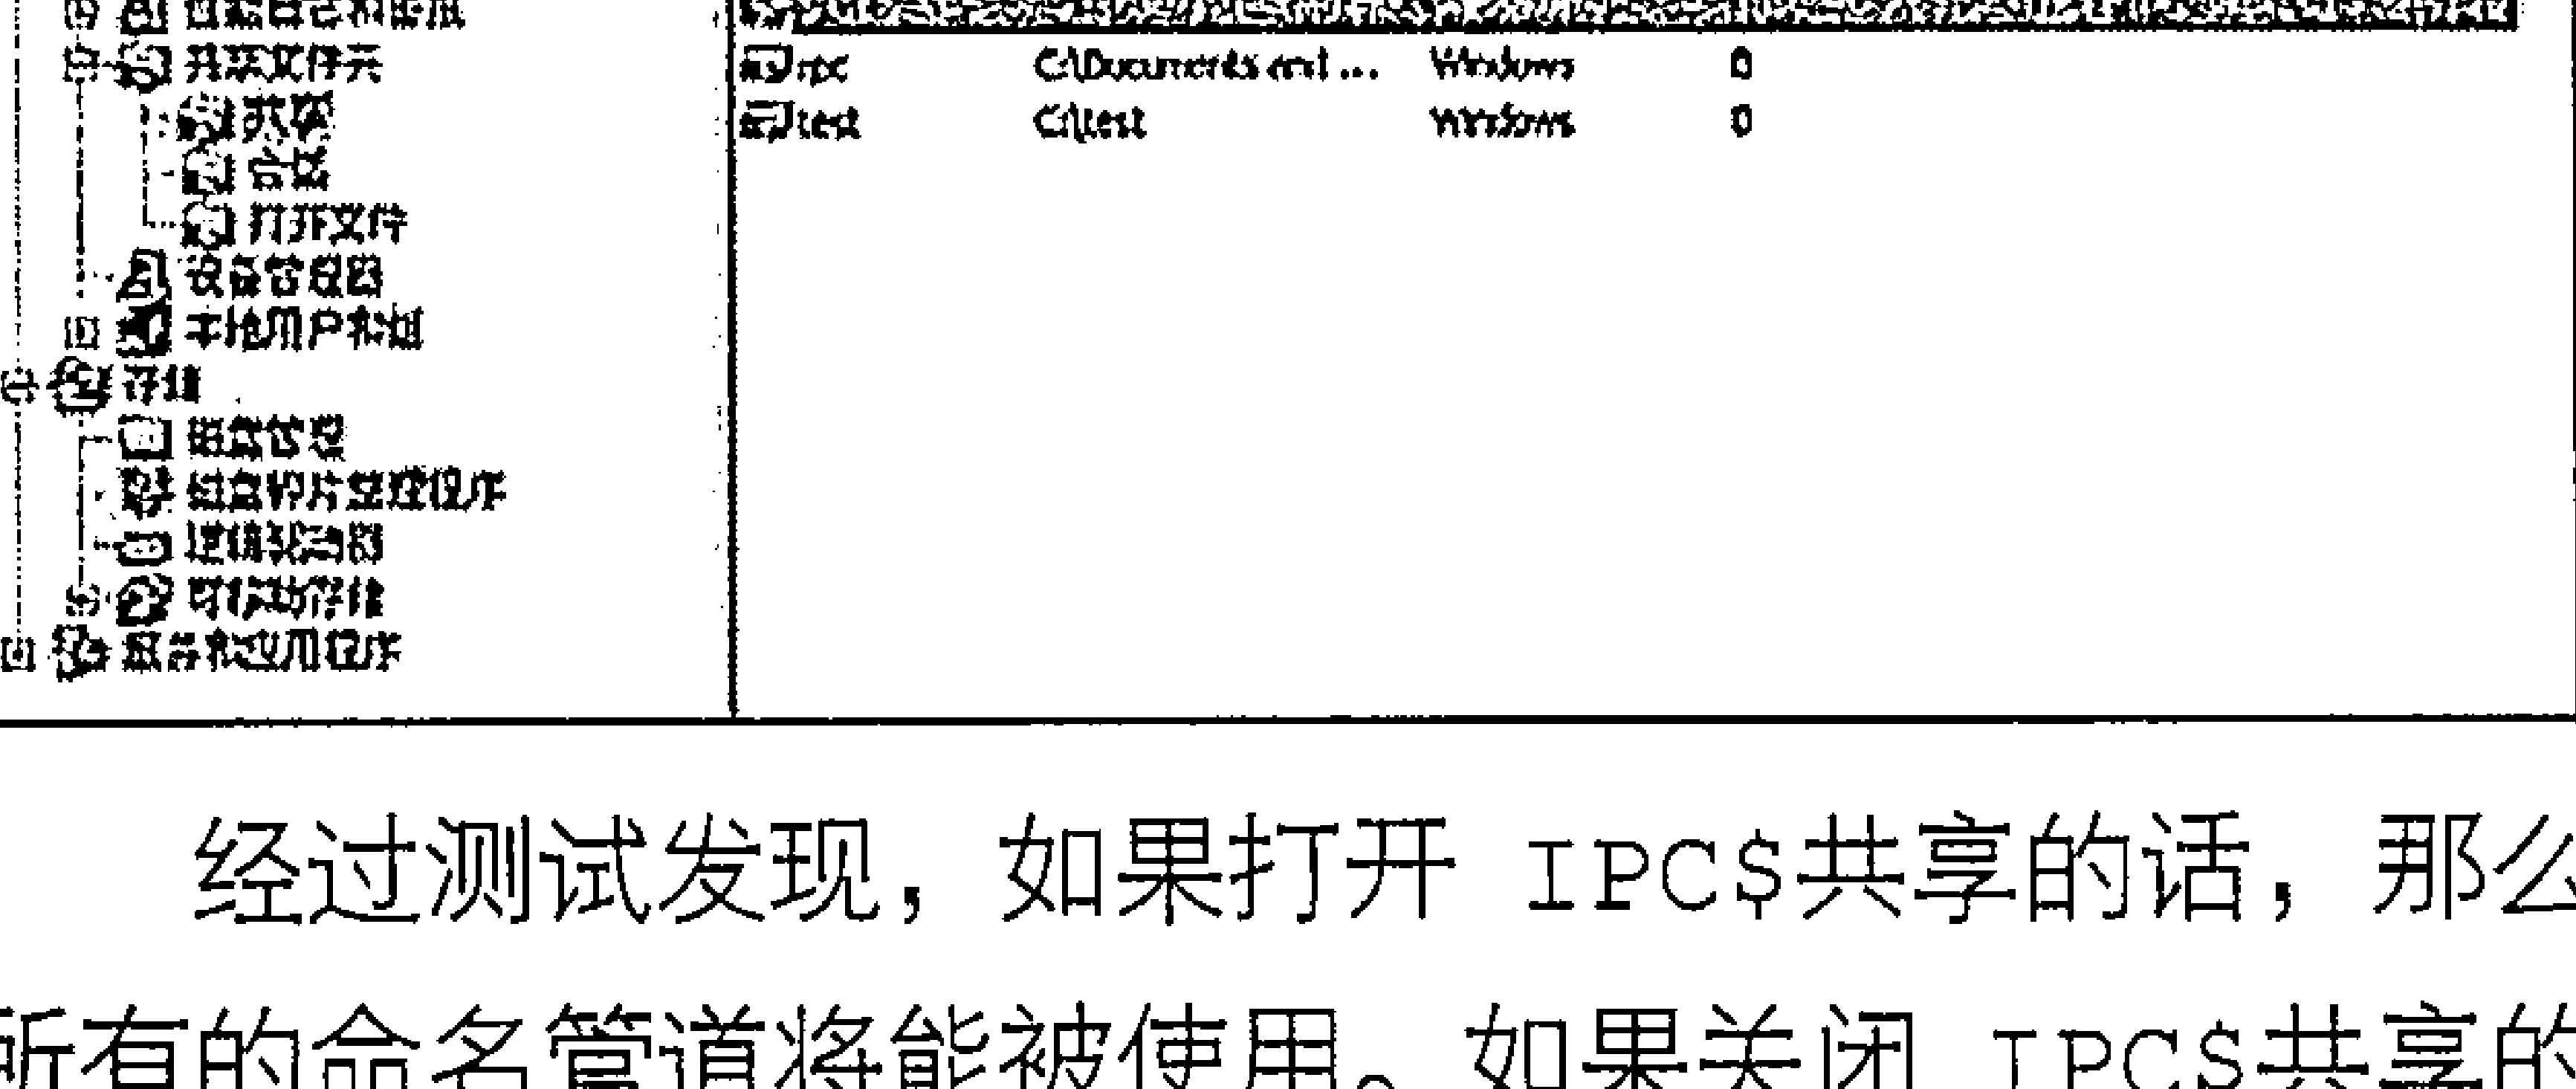 共享文件夹
rpc C:\Documents and ... Windows 0
共享
test C:\test Windows 0
会话
打开文件
设备管理器
本地用户和组
存储
磁盘管理
磁盘碎片整理程序
逻辑驱动器
可移动存储
服务和应用程序
经过测试发现，如果打开 IPC$共享的话，那么
所有的命名管道将能被使用。如果关闭 IPC$共享的